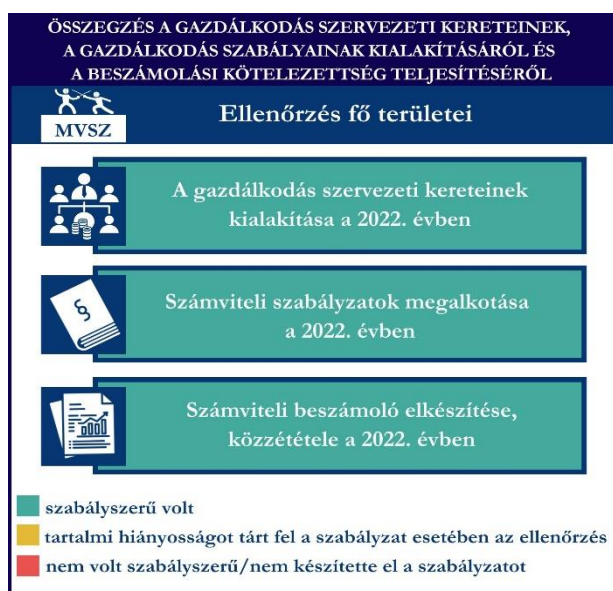 ÖSSZEGZÉS A GAZDÁLKODÁS SZERVEZETI KERETEINEK,
A GAZDÁLKODÁS SZABÁLYAINAK KIALAKÍTÁSÁRÓL ÉS
A BESZÁMOLÁSI KÖTELEZETTSÉG TELJESÍTÉSÉRŐL
MVSZ
Ellenőrzés fő területei
A gazdálkodás szervezeti kereteinek
kialakítása a 2022. évben
§
Számviteli szabályzatok megalkotása
a 2022. évben
Számviteli beszámoló elkészítése,
közzététele a 2022. évben
szabályszerű volt
tartalmi hiányosságot tárt fel a szabályzat esetében az ellenőrzés
nem volt szabályszerű/nem készítette el a szabályzatot